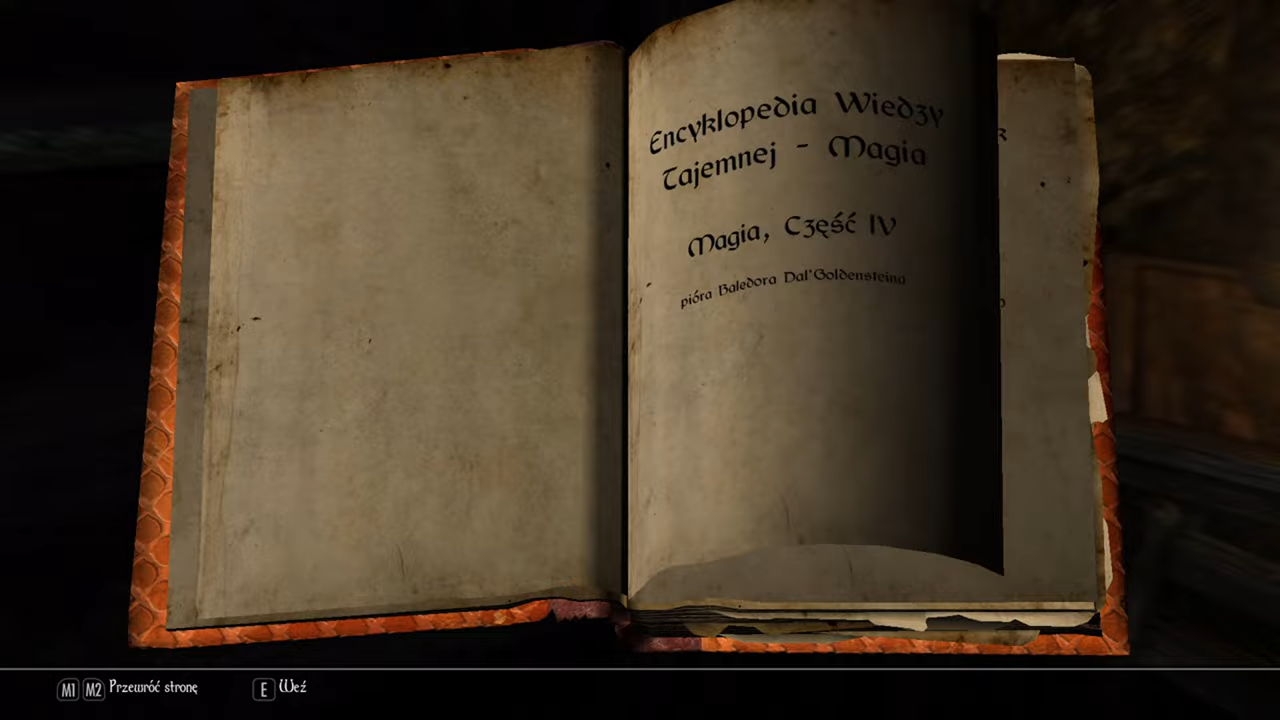 Encyklopedia Wiedzy
Tajemnej - Magia
Magia, Część IV
pióra Baledora Dal'Goldensteina
M1 M2 Przewróć stronę
E Weź